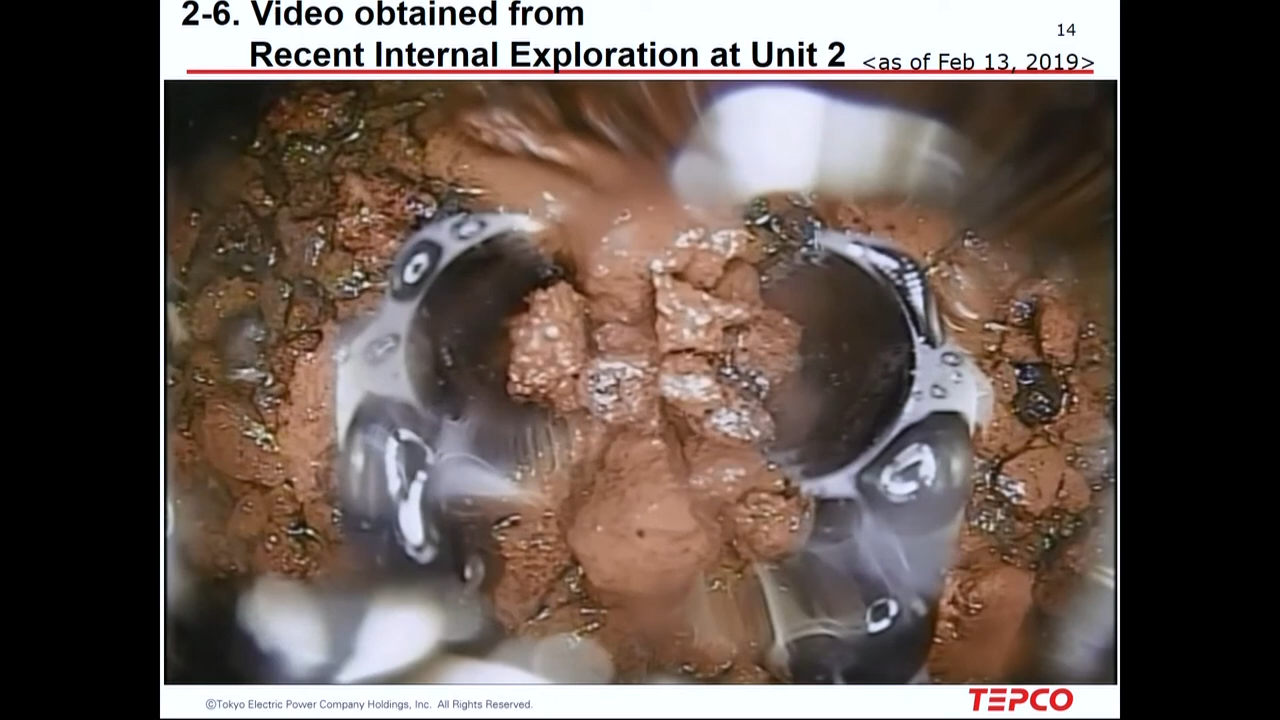 2-6. Video obtained from
Recent Internal Exploration at Unit 2 <as of Feb 13, 2019>
14
©Tokyo Electric Power Company Holdings, Inc. All Rights Reserved.
TEPCO